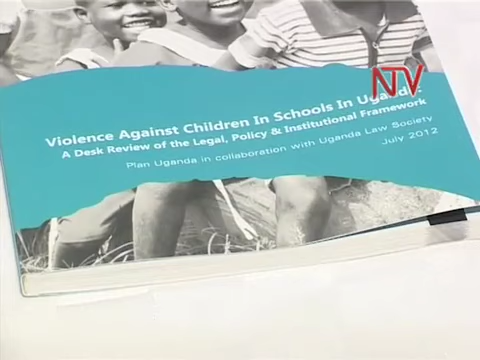 NTV
Violence Against Children In Schools In Uganda:
A Desk Review of the Legal, Policy & Institutional Framework
Plan Uganda in collaboration with Uganda Law Society
July 2012